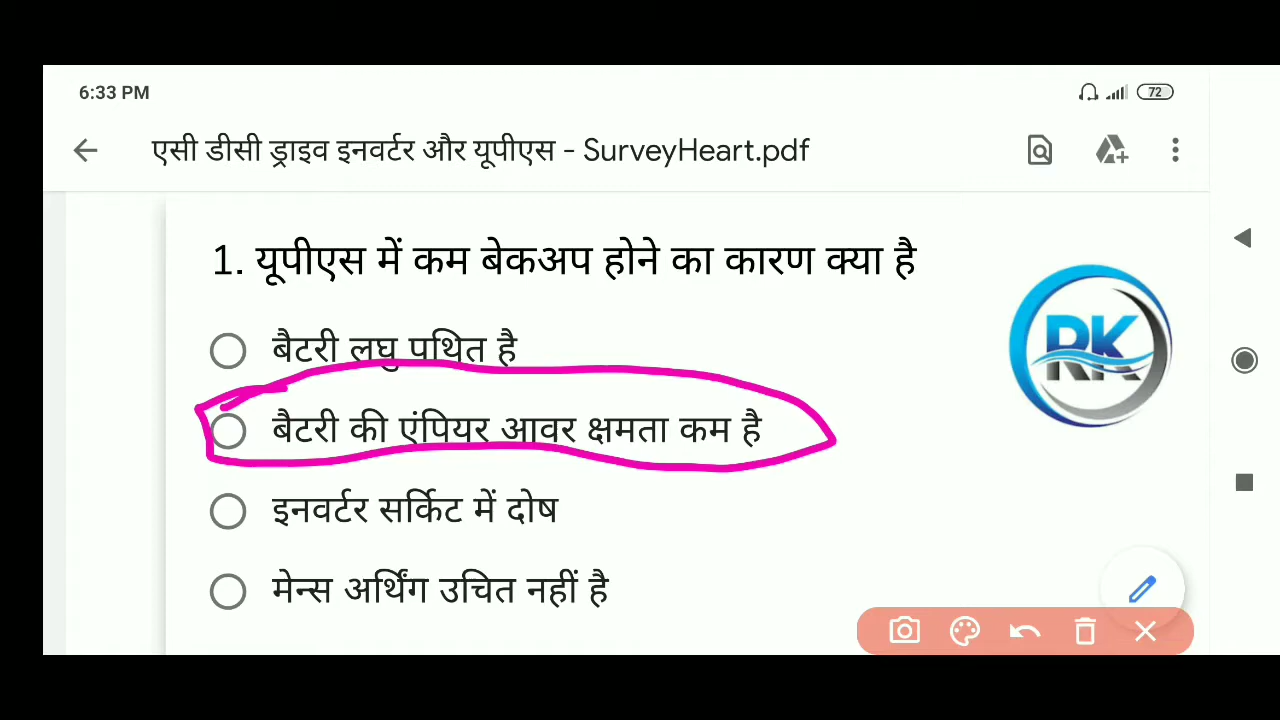 6:33 PM
72
एसी डीसी ड्राइव इनवर्टर और यूपीएस - SurveyHeart.pdf
1. यूपीएस में कम बेकअप होने का कारण क्या है
बैटरी लघु पथित है
RK
बैटरी की एंपियर आवर क्षमता कम है
इनवर्टर सर्किट में दोष
मेन्स अर्थिंग उचित नहीं है